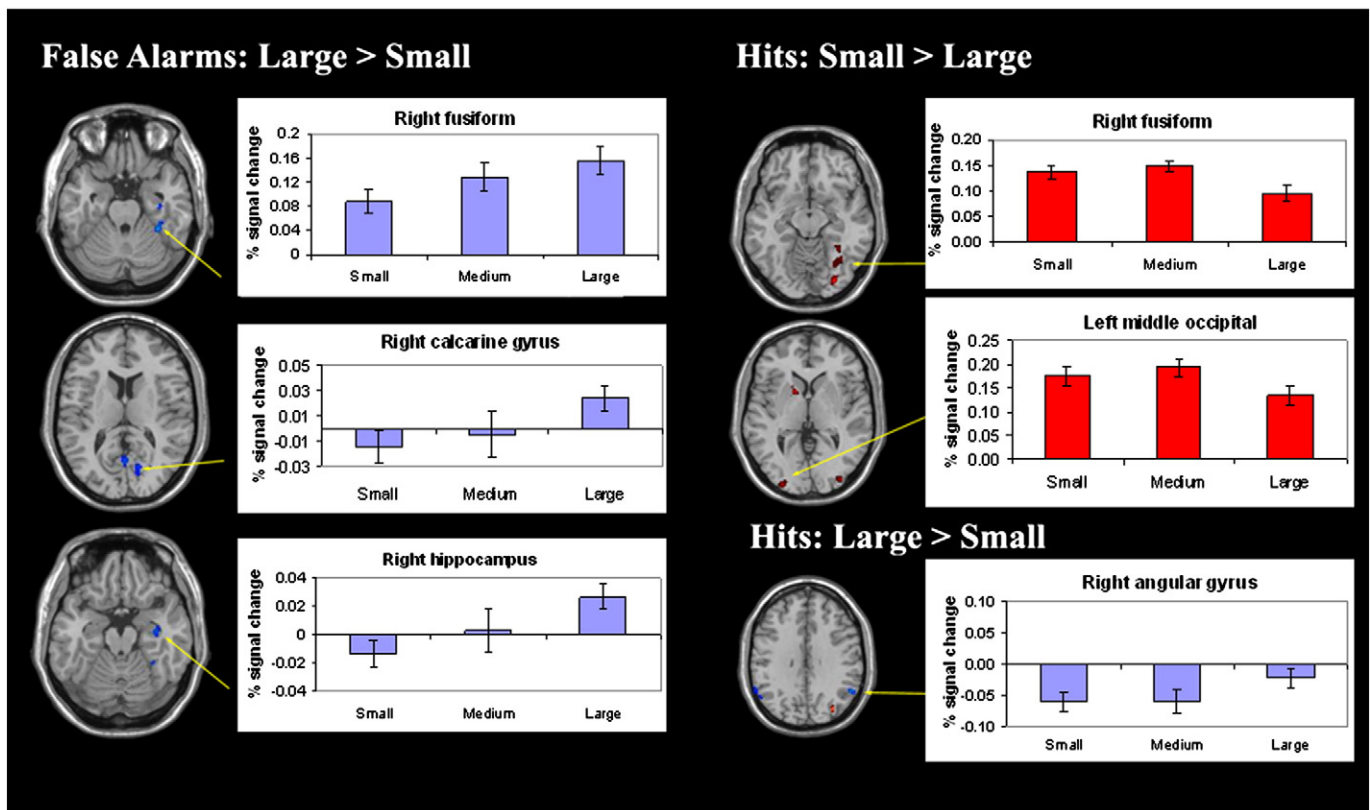 False Alarms: Large > Small
Right fusiform
% signal change
0.2
0.16
0.12
0.08
0.04
0
Small Medium Large
Right calcarine gyrus
% signal change
0.05
0.03
0.01
-0.01
-0.03
Small Medium Large
Right hippocampus
% signal change
0.04
0.02
0
-0.02
-0.04
Small Medium Large
Hits: Small > Large
Right fusiform
% signal change
0.20
0.15
0.10
0.05
0.00
Small Medium Large
Left middle occipital
% signal change
0.25
0.20
0.15
0.10
0.05
0.00
Small Medium Large
Hits: Large > Small
Right angular gyrus
% signal change
0.10
0.05
0.00
-0.05
-0.10
Small Medium Large